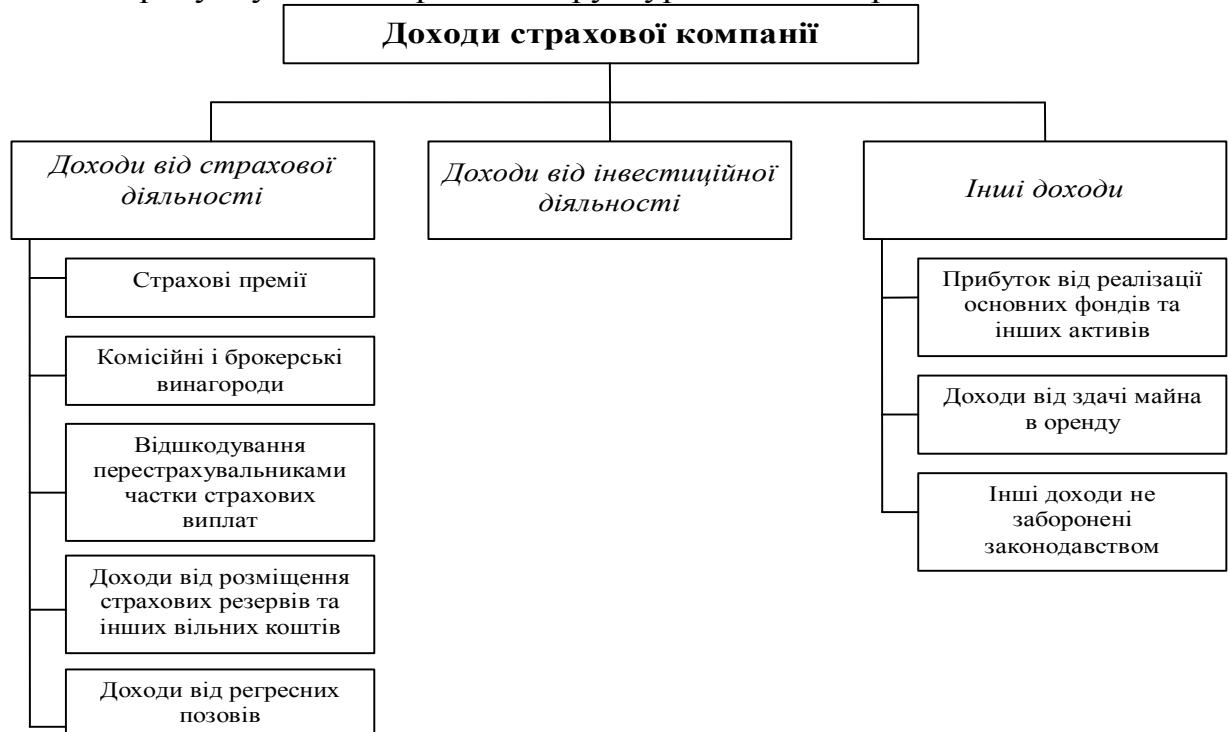 Доходи страхової компанії
Доходи від страхової
діяльності
Доходи від інвестиційної
діяльності
Інші доходи
Страхові премії
Комісійні і брокерські
винагороди
Відшкодування
перестрахувальниками
частки страхових
виплат
Доходи від розміщення
страхових резервів та
інших вільних коштів
Доходи від регресних
позовів
Прибуток від реалізації
основних фондів та
інших активів
Доходи від здачі майна
в оренду
Інші доходи не
заборонені
законодавством